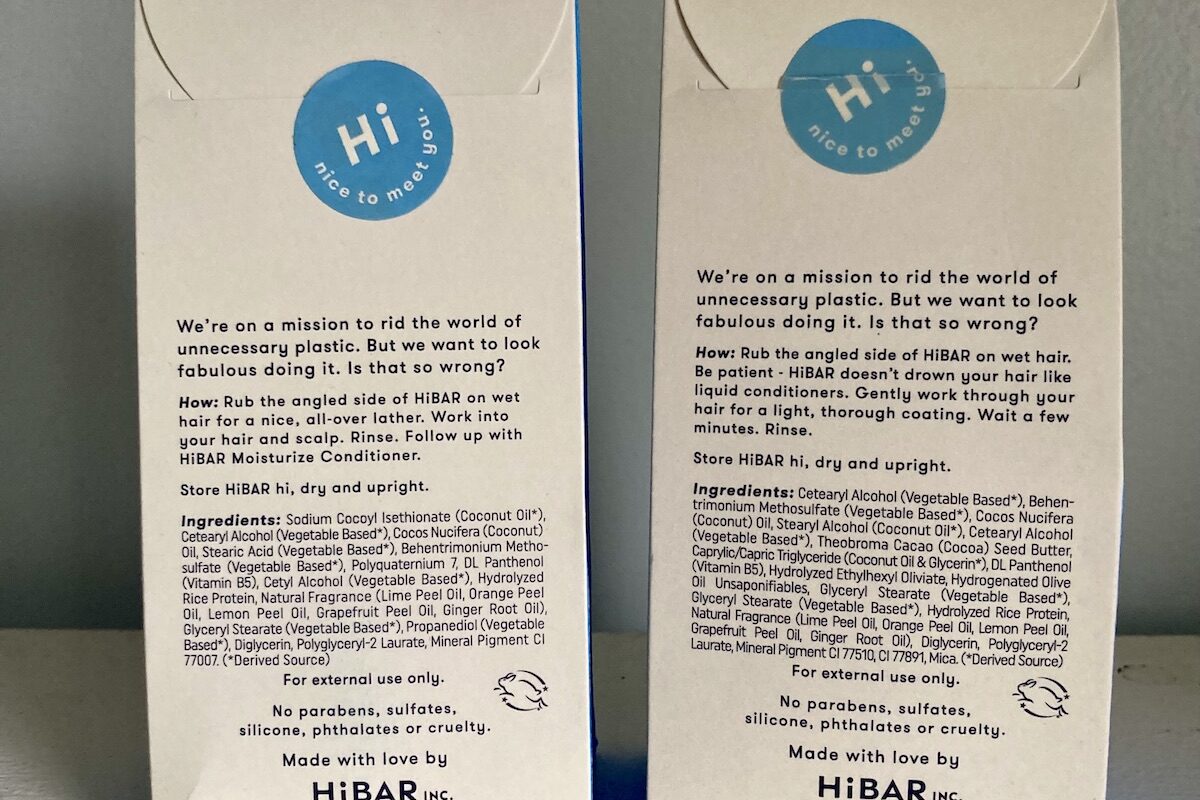 Hi
nice to meet you.
We're on a mission to rid the world of
unnecessary plastic. But we want to look
fabulous doing it. Is that so wrong?
How: Rub the angled side of HiBAR on wet
hair for a nice, all-over lather. Work into
your hair and scalp. Rinse. Follow up with
HiBAR Moisturize Conditioner.
Store HiBAR hi, dry and upright.
Ingredients: Sodium Cocoyl Isethionate (Coconut Oil*),
Cetearyl Alcohol (Vegetable Based*), Cocos Nucifera (Coconut)
Oil, Stearic Acid (Vegetable Based*), Behentrimonium Metho-
sulfate (Vegetable Based*), Polyquaternium 7, DL Panthenol
(Vitamin B5), Cetyl Alcohol (Vegetable Based*), Hydrolyzed
Rice Protein, Natural Fragrance (Lime Peel Oil, Orange Peel
Oil, Lemon Peel Oil, Grapefruit Peel Oil, Ginger Root Oil),
Glyceryl Stearate (Vegetable Based*), Propanediol (Vegetable
Based*), Diglycerin, Polyglyceryl-2 Laurate, Mineral Pigment CI
77007. (*Derived Source)
For external use only.
No parabens, sulfates,
silicone, phthalates or cruelty.
Made with love by
HiBAR INC.
Hi
nice to meet you.
We're on a mission to rid the world of
unnecessary plastic. But we want to look
fabulous doing it. Is that so wrong?
How: Rub the angled side of HiBAR on wet hair.
Be patient - HiBAR doesn't drown your hair like
liquid conditioners. Gently work through your
hair for a light, thorough coating. Wait a few
minutes. Rinse.
Store HiBAR hi, dry and upright.
Ingredients: Cetearyl Alcohol (Vegetable Based*), Behen-
trimonium Methosulfate (Vegetable Based*), Cocos Nucifera
(Coconut) Oil, Stearyl Alcohol (Coconut Oil*), Cetearyl Alcohol
(Vegetable Based*), Theobroma Cacao (Cocoa) Seed Butter,
Caprylic/Capric Triglyceride (Coconut Oil & Glycerin*), DL Panthenol
(Vitamin B5), Hydrolyzed Ethylhexyl Oliviate, Hydrogenated Olive
Oil Unsaponifiables, Glyceryl Stearate (Vegetable Based*),
Glyceryl Stearate (Vegetable Based*), Hydrolyzed Rice Protein,
Natural Fragrance (Lime Peel Oil, Orange Peel Oil, Lemon Peel Oil,
Grapefruit Peel Oil, Ginger Root Oil), Diglycerin, Polyglyceryl-2
Laurate, Mineral Pigment CI 77510, CI 77891, Mica. (*Derived Source)
For external use only.
No parabens, sulfates,
silicone, phthalates or cruelty.
Made with love by
HiBAR INC.